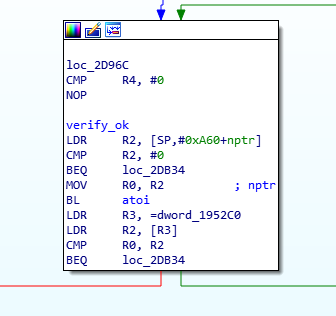 loc_2D96C
CMP R4, #0
NOP
verify_ok
LDR R2, [SP,#0xA60+nptr]
CMP R2, #0
BEQ loc_2DB34
MOV R0, R2 ; nptr
BL atoi
LDR R3, =dword_1952C0
LDR R2, [R3]
CMP R0, R2
BEQ loc_2DB34